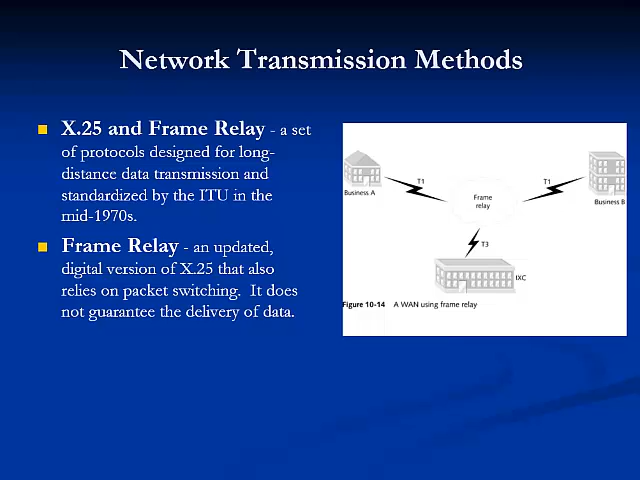 Network Transmission Methods
X.25 and Frame Relay - a set
of protocols designed for long-
distance data transmission and
standardized by the ITU in the
mid-1970s.
Frame Relay - an updated,
digital version of X.25 that also
relies on packet switching.  It does
not guarantee the delivery of data.
Business A
T1
Frame
relay
T1
Business B
T3
IXC
Figure 10-14 A WAN using frame relay